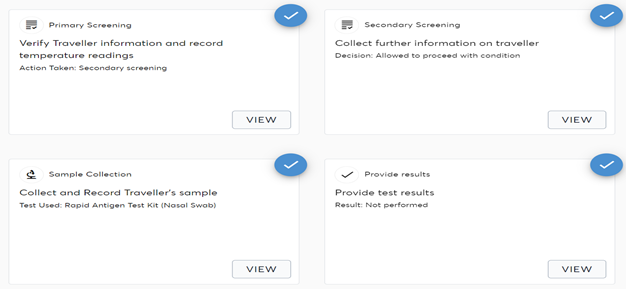 Primary Screening
Verify Traveller information and record
temperature readings
Action Taken: Secondary screening
VIEW
Secondary Screening
Collect further information on traveller
Decision: Allowed to proceed with condition
VIEW
Sample Collection
Collect and Record Traveller's sample
Test Used: Rapid Antigen Test Kit (Nasal Swab)
VIEW
Provide results
Provide test results
Result: Not performed
VIEW